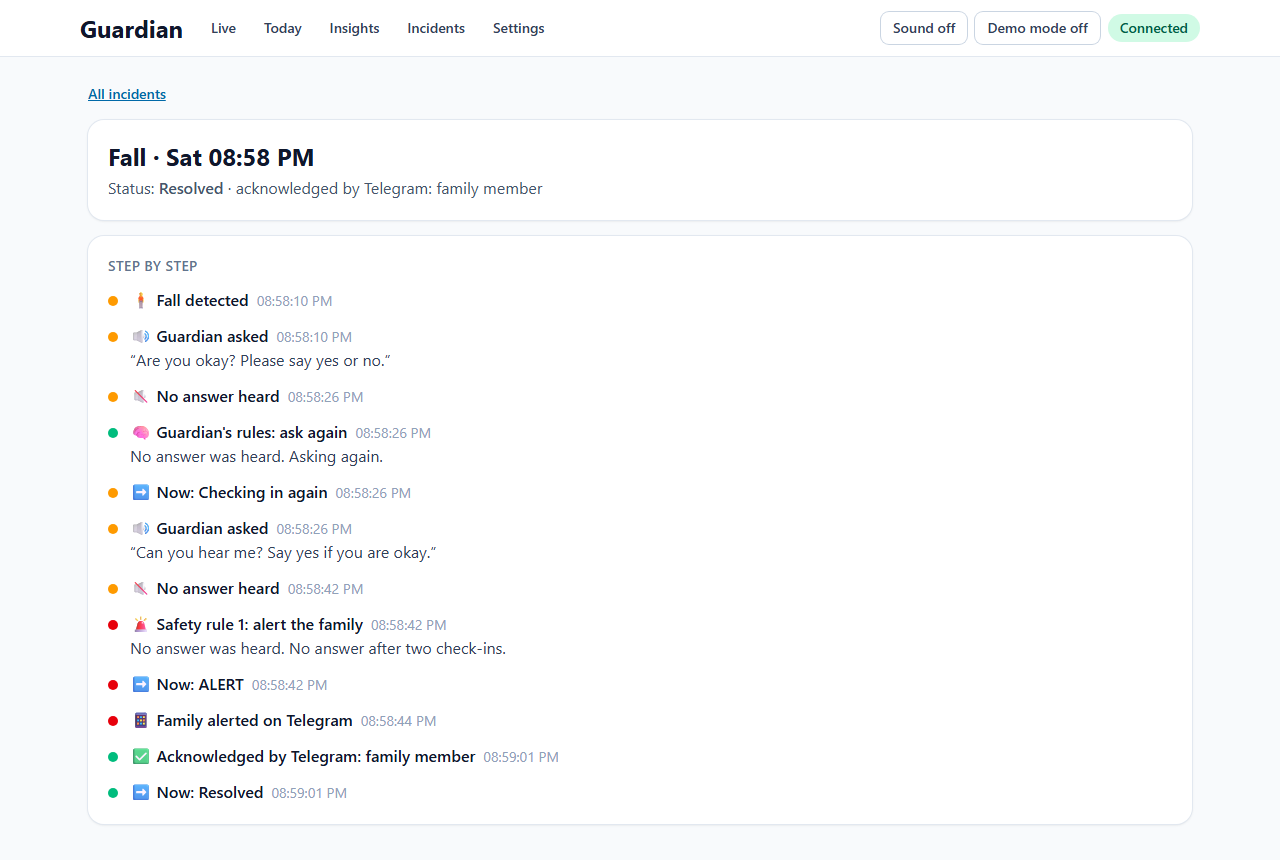 Guardian Live Today Insights Incidents Settings Sound off Demo mode off Connected
All incidents
Fall · Sat 08:58 PM
Status: Resolved · acknowledged by Telegram: family member
STEP BY STEP
Fall detected 08:58:10 PM
Guardian asked 08:58:10 PM
“Are you okay? Please say yes or no.”
No answer heard 08:58:26 PM
Guardian's rules: ask again 08:58:26 PM
No answer was heard. Asking again.
Now: Checking in again 08:58:26 PM
Guardian asked 08:58:26 PM
“Can you hear me? Say yes if you are okay.”
No answer heard 08:58:42 PM
Safety rule 1: alert the family 08:58:42 PM
No answer was heard. No answer after two check-ins.
Now: ALERT 08:58:42 PM
Family alerted on Telegram 08:58:44 PM
Acknowledged by Telegram: family member 08:59:01 PM
Now: Resolved 08:59:01 PM